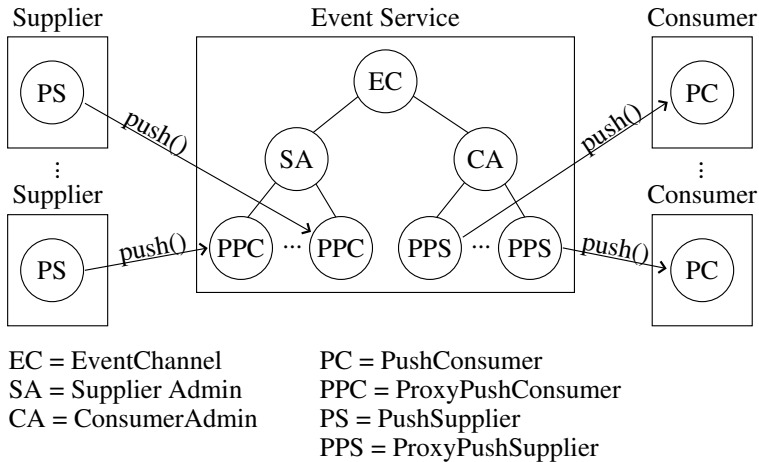 Supplier
Event Service
Consumer
PS
EC
PC
push()
push()
SA
CA
...
...
Supplier
Consumer
PS
push()
PPC
...
PPC
PPS
...
PPS
push()
PC
EC = EventChannel
SA = Supplier Admin
CA = ConsumerAdmin
PC = PushConsumer
PPC = ProxyPushConsumer
PS = PushSupplier
PPS = ProxyPushSupplier